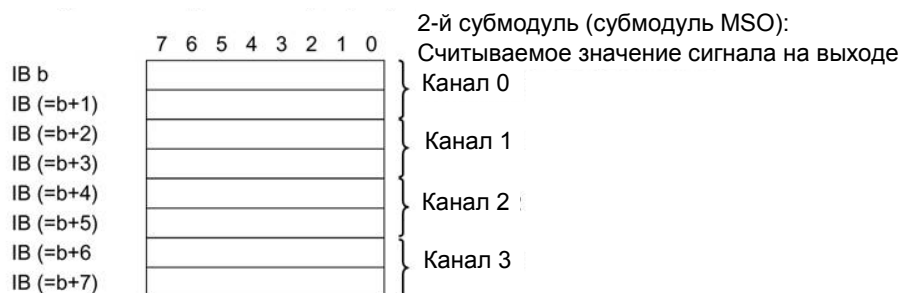 2-й субмодуль (субмодуль MSO):
Считываемое значение сигнала на выходе
7 6 5 4 3 2 1 0
IB b
Канал 0
IB (=b+1)
IB (=b+2)
Канал 1
IB (=b+3)
IB (=b+4)
Канал 2
IB (=b+5)
IB (=b+6
Канал 3
IB (=b+7)